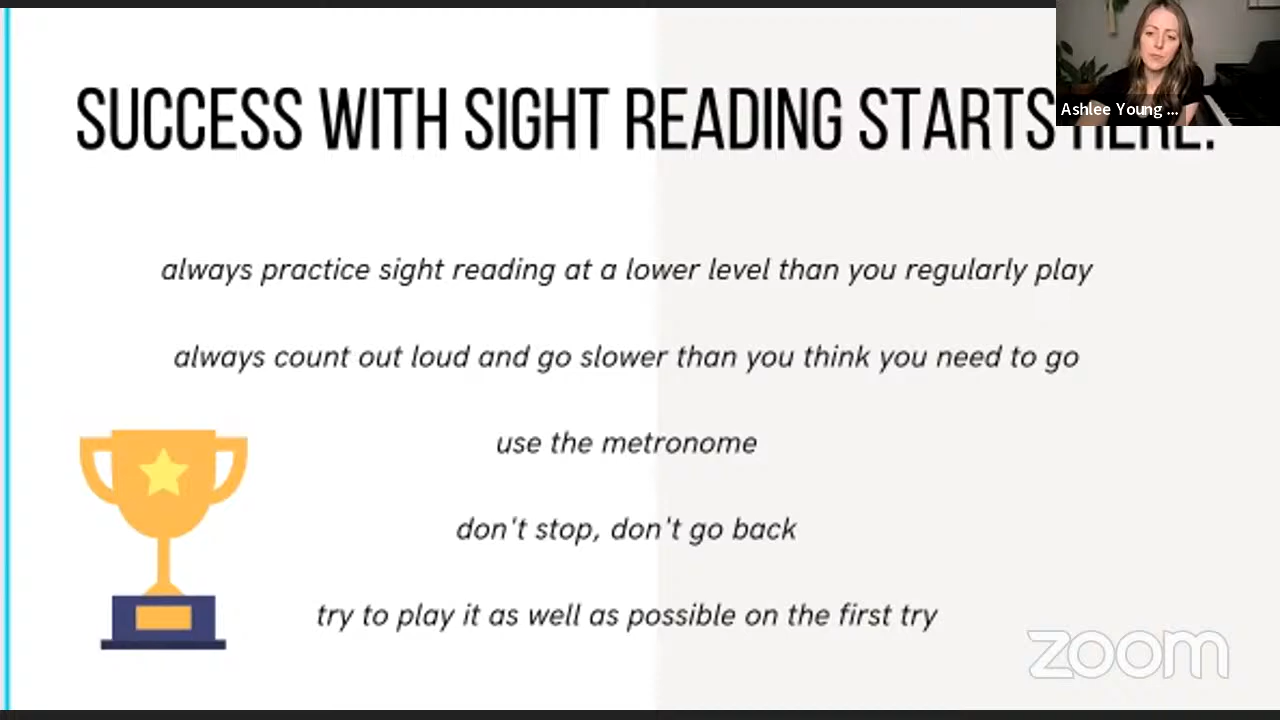 SUCCESS WITH SIGHT READING STARTS HERE.
Ashlee Young ...
always practice sight reading at a lower level than you regularly play
always count out loud and go slower than you think you need to go
use the metronome
don't stop, don't go back
try to play it as well as possible on the first try
zoom